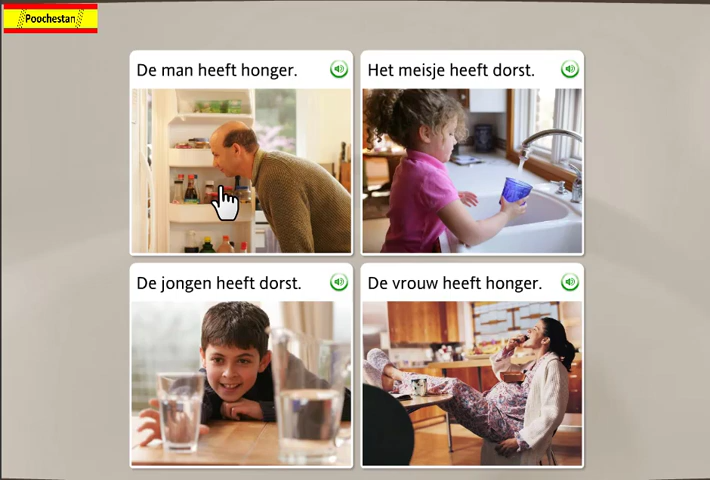 Poochestan
De man heeft honger.
Het meisje heeft dorst.
De jongen heeft dorst.
De vrouw heeft honger.